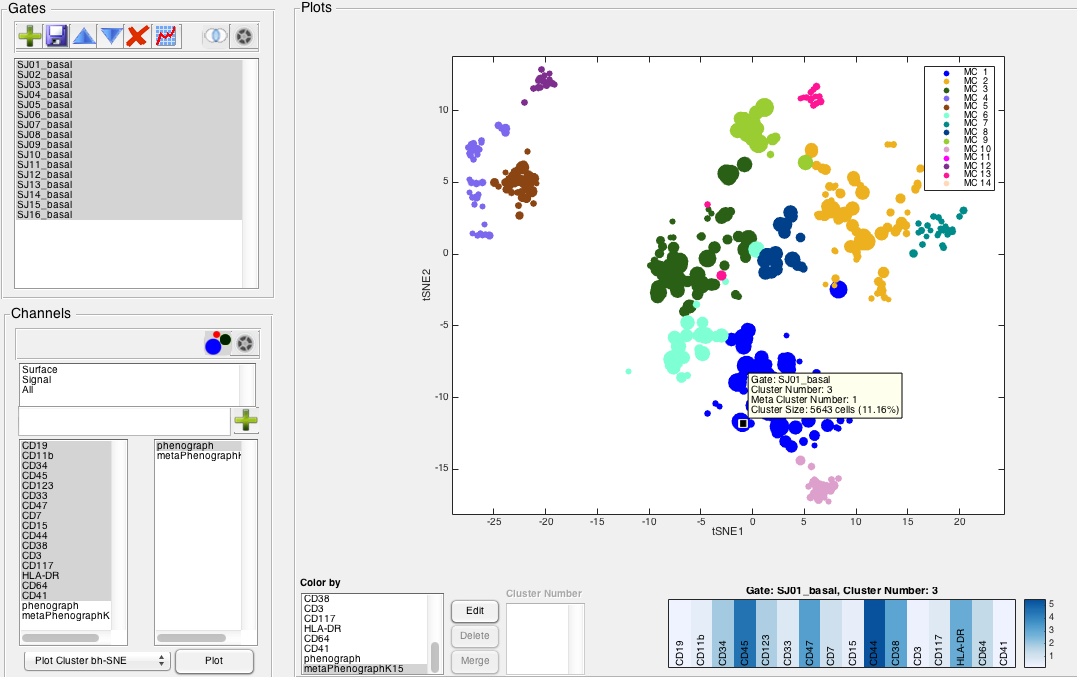 Gates
SJ01_basal
SJ02_basal
SJ03_basal
SJ04_basal
SJ05_basal
SJ06_basal
SJ07_basal
SJ08_basal
SJ09_basal
SJ10_basal
SJ11_basal
SJ12_basal
SJ13_basal
SJ14_basal
SJ15_basal
SJ16_basal
Channels
Surface
Signal
All
CD19
CD11b
CD34
CD45
CD123
CD33
CD47
CD7
CD15
CD44
CD38
CD3
CD117
HLA-DR
CD64
CD41
phenograph
metaPhenographK
phenograph
metaPhenographK
Plot Cluster bh-SNE
Plot
Plots
10
5
0
-5
-10
-15
tSNE2
-25 -20 -15 -10 -5 0 5 10 15 20
tSNE1
MC 1
MC 2
MC 3
MC 4
MC 5
MC 6
MC 7
MC 8
MC 9
MC 10
MC 11
MC 12
MC 13
MC 14
Gate: SJ01_basal
Cluster Number: 3
Meta Cluster Number: 1
Cluster Size: 5643 cells (11.16%)
Color by
CD38
CD3
CD117
HLA-DR
CD64
CD41
phenograph
metaPhenographK15
Edit
Delete
Merge
Cluster Number
Gate: SJ01_basal, Cluster Number: 3
CD19 CD11b CD34 CD45 CD123 CD33 CD47 CD7 CD15 CD44 CD38 CD3 CD117 HLA-DR CD64 CD41
5
4
3
2
1